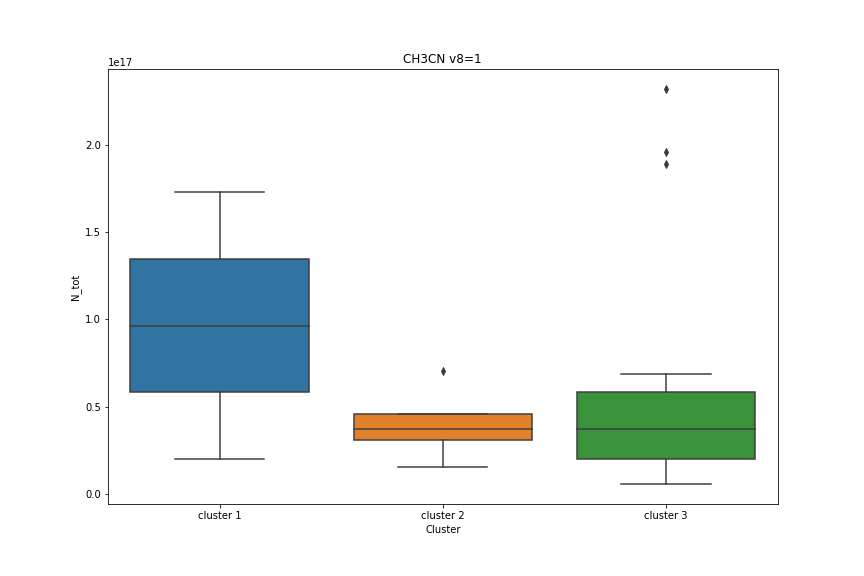 CH3CN v8=1
1e17
2.0
1.5
1.0
0.5
0.0
N_tot
cluster 1
cluster 2
cluster 3
Cluster